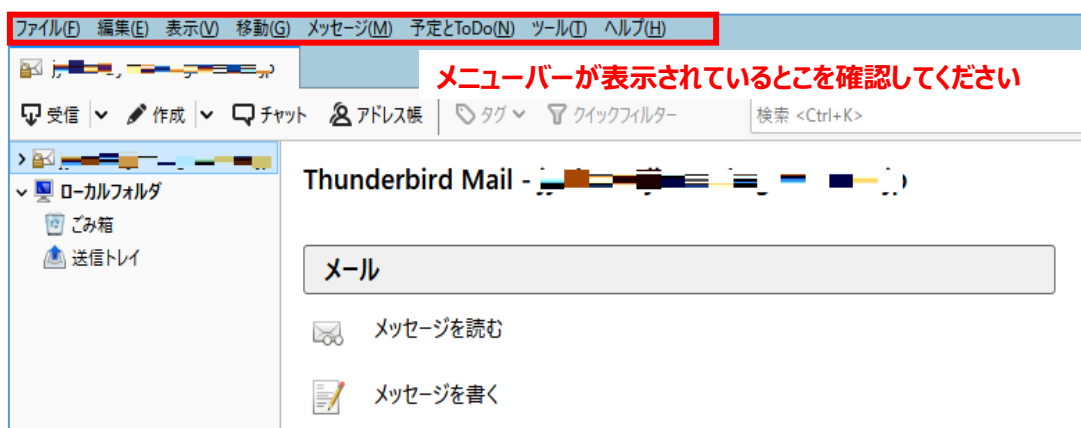 ファイル(F) 編集(E) 表示(V) 移動(G) メッセージ(M) 予定とToDo(N) ツール(T) ヘルプ(H)
メニューバーが表示されているとこを確認してください
受信 作成 チャット アドレス帳 タグ クイックフィルター 検索 <Ctrl+K>
ローカルフォルダ
ごみ箱
送信トレイ
Thunderbird Mail -
メール
メッセージを読む
メッセージを書く